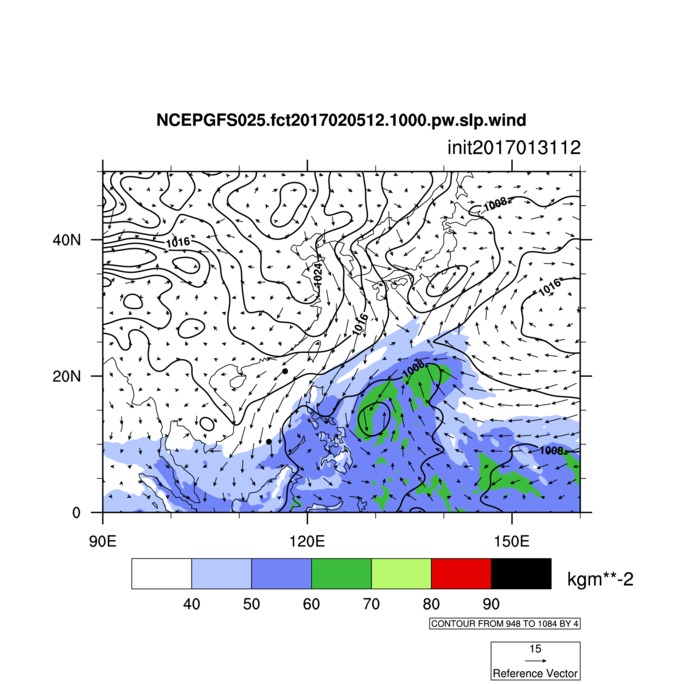 NCEPGFS025.fct2017020512.1000.pw.slp.wind
init2017013112
1008
40N
1016
1024
1016
1016
1008
20N
1008
0
90E 120E 150E
kgm**-2
40 50 60 70 80 90
CONTOUR FROM 948 TO 1084 BY 4
15
Reference Vector